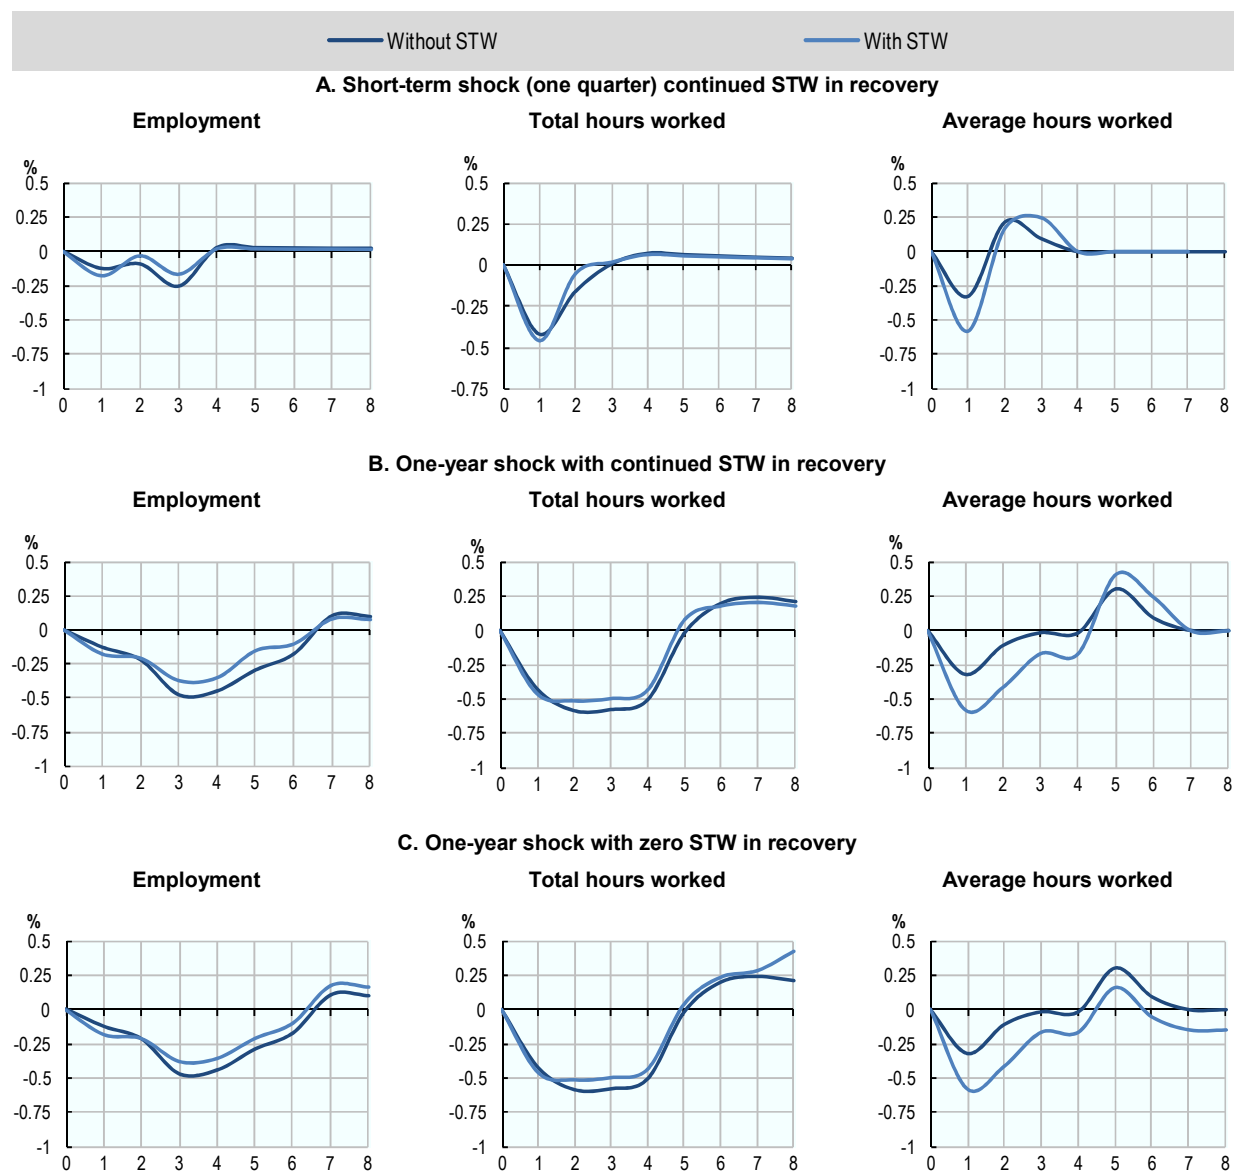 Without STW With STW
A. Short-term shock (one quarter) continued STW in recovery
Employment Total hours worked Average hours worked
% % %
0.5 0.5 0.5
0.25 0.25 0.25
0 0 0
-0.25 -0.25 -0.25
-0.5 -0.5 -0.5
-0.75 -0.75 -0.75
-1 -1
0 1 2 3 4 5 6 7 8 0 1 2 3 4 5 6 7 8 0 1 2 3 4 5 6 7 8
B. One-year shock with continued STW in recovery
Employment Total hours worked Average hours worked
% % %
0.5 0.5 0.5
0.25 0.25 0.25
0 0 0
-0.25 -0.25 -0.25
-0.5 -0.5 -0.5
-0.75 -0.75 -0.75
-1 -1 -1
0 1 2 3 4 5 6 7 8 0 1 2 3 4 5 6 7 8 0 1 2 3 4 5 6 7 8
C. One-year shock with zero STW in recovery
Employment Total hours worked Average hours worked
% % %
0.5 0.5 0.5
0.25 0.25 0.25
0 0 0
-0.25 -0.25 -0.25
-0.5 -0.5 -0.5
-0.75 -0.75 -0.75
-1 -1 -1
0 1 2 3 4 5 6 7 8 0 1 2 3 4 5 6 7 8 0 1 2 3 4 5 6 7 8